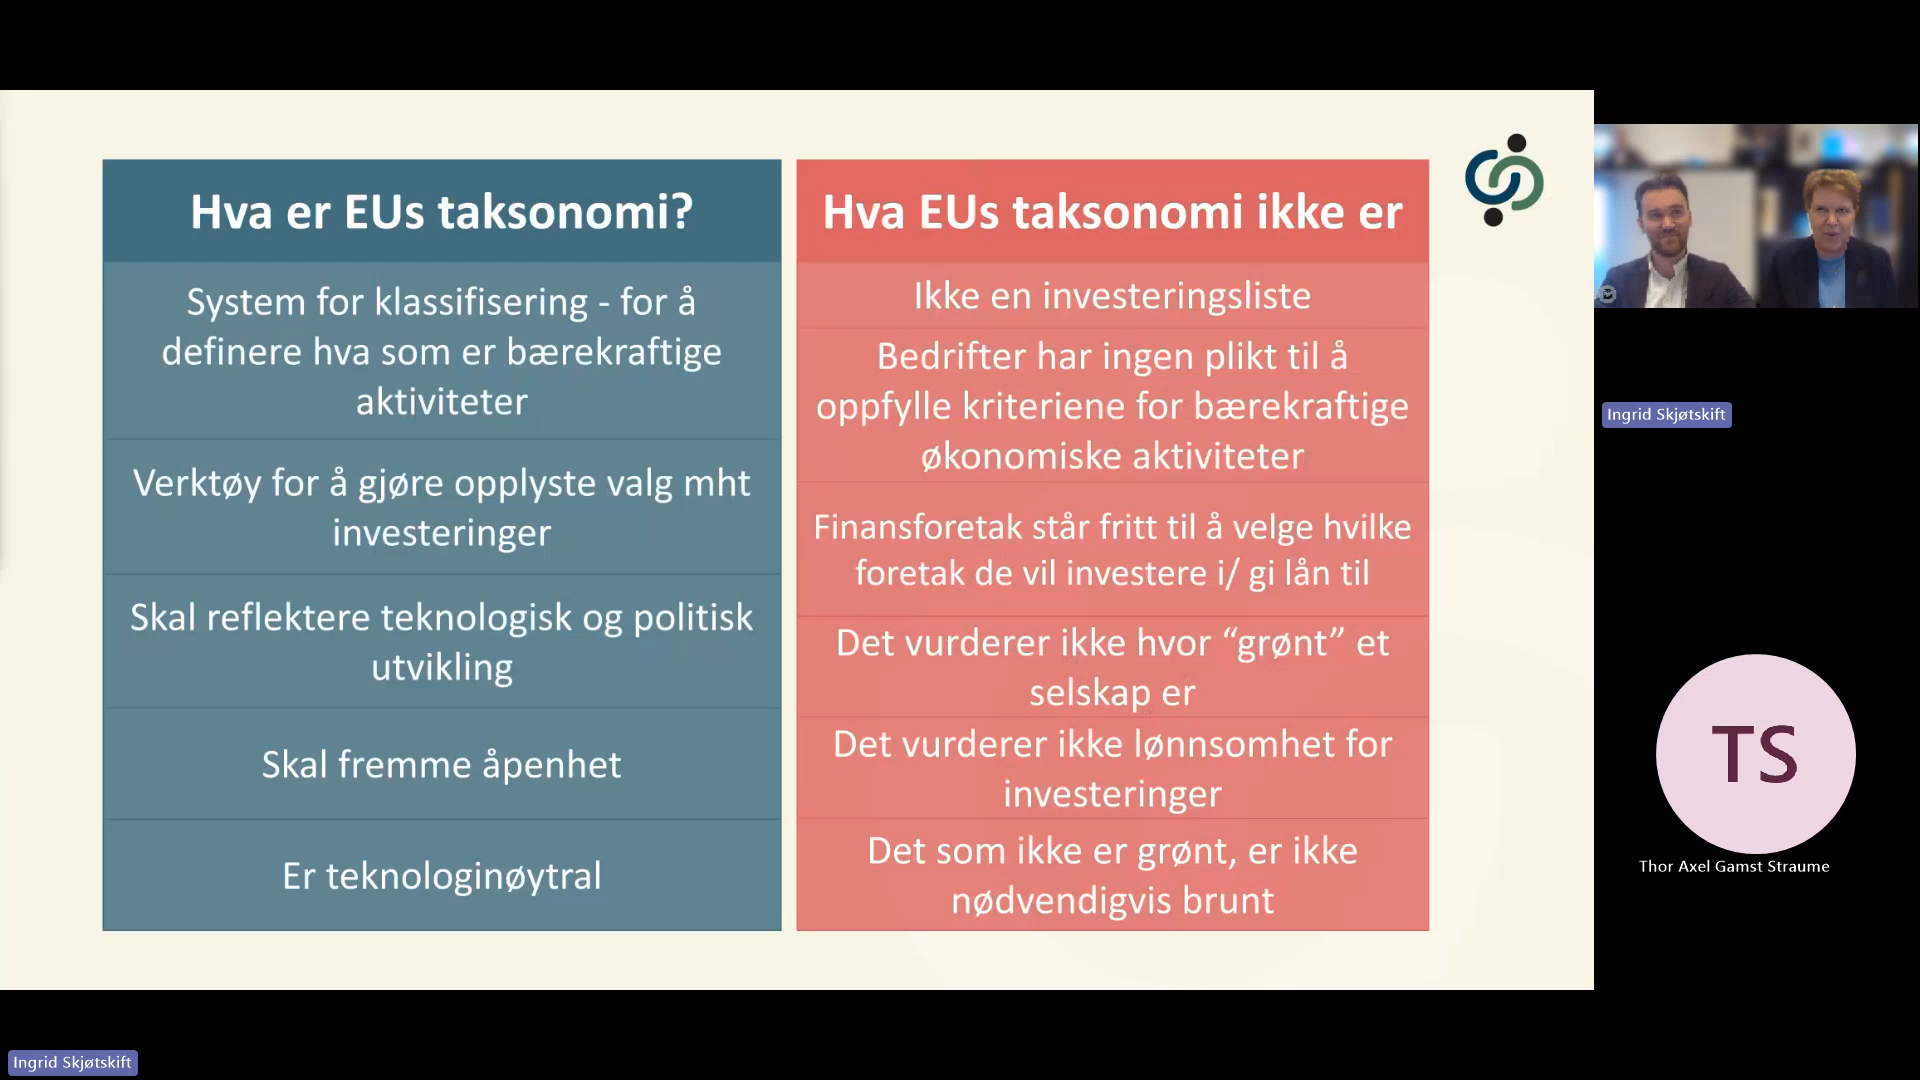 Hva er EUs taksonomi?
System for klassifisering - for å
definere hva som er bærekraftige
aktiviteter
Verktøy for å gjøre opplyste valg mht
investeringer
Skal reflektere teknologisk og politisk
utvikling
Skal fremme åpenhet
Er teknologinøytral
Hva EUs taksonomi ikke er
Ikke en investeringsliste
Bedrifter har ingen plikt til å
oppfylle kriteriene for bærekraftige
økonomiske aktiviteter
Finansforetak står fritt til å velge hvilke
foretak de vil investere i/ gi lån til
Det vurderer ikke hvor “grønt” et
selskap er
Det vurderer ikke lønnsomhet for
investeringer
Det som ikke er grønt, er ikke
nødvendigvis brunt
Ingrid Skjøtskift
TS
Thor Axel Gamst Straume
Ingrid Skjøtskift